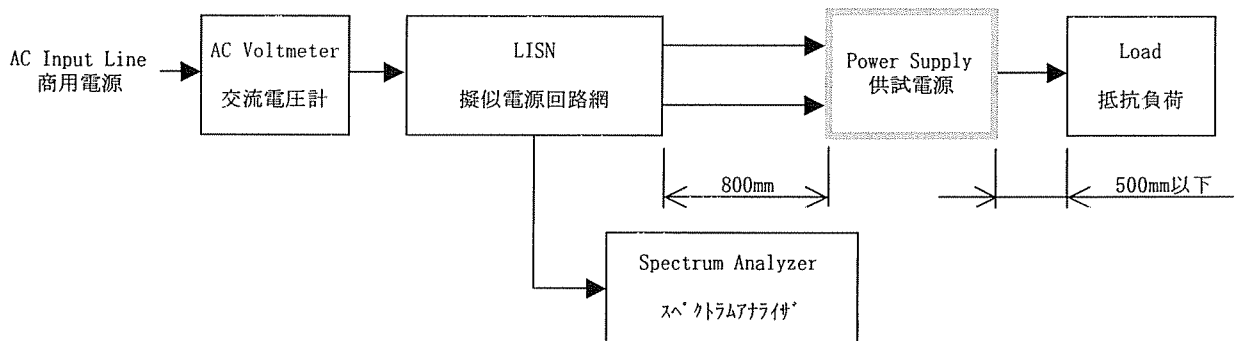 AC Input Line
商用電源
AC Voltmeter
交流電圧計
LISN
擬似電源回路網
Power Supply
供試電源
Load
抵抗負荷
800mm
500mm以下
Spectrum Analyzer
ｽﾍﾟｸﾄﾗﾑｱﾅﾗｲｻﾞ